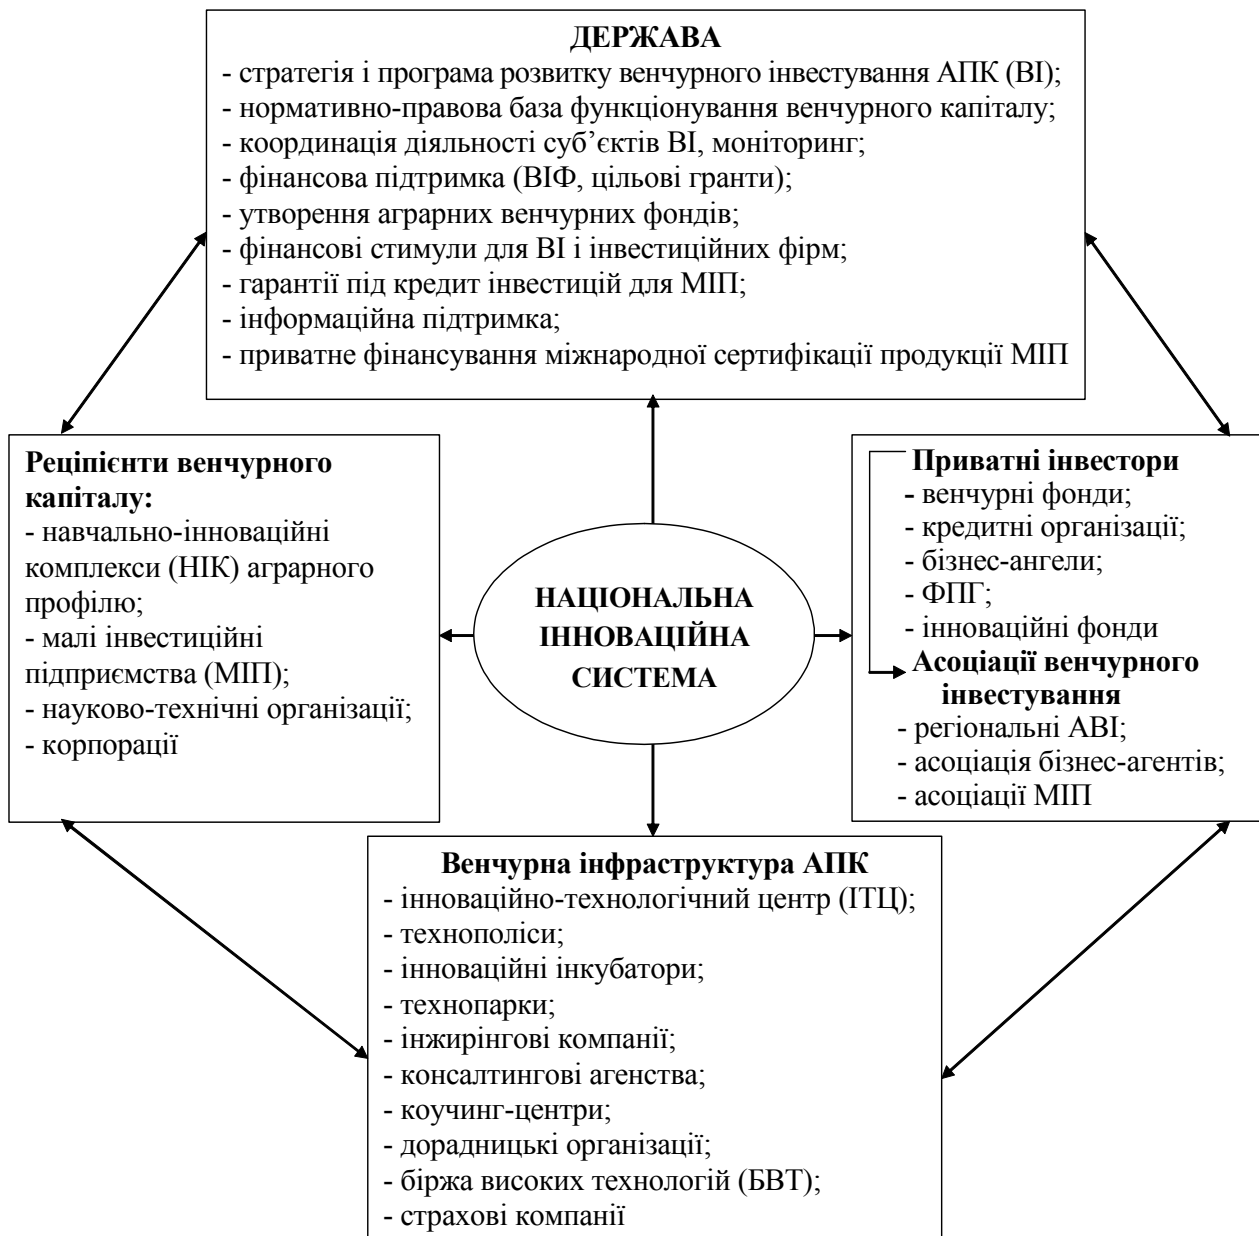 ДЕРЖАВА
- стратегія і програма розвитку венчурного інвестування АПК (ВІ);
- нормативно-правова база функціонування венчурного капіталу;
- координація діяльності суб’єктів ВІ, моніторинг;
- фінансова підтримка (ВІФ, цільові гранти);
- утворення аграрних венчурних фондів;
- фінансові стимули для ВІ і інвестиційних фірм;
- гарантії під кредит інвестицій для МІП;
- інформаційна підтримка;
- приватне фінансування міжнародної сертифікації продукції МІП
Реціпієнти венчурного
капіталу:
- навчально-інноваційні
комплекси (НІК) аграрного
профілю;
- малі інвестиційні
підприємства (МІП);
- науково-технічні організації;
- корпорації
НАЦІОНАЛЬНА
ІННОВАЦІЙНА
СИСТЕМА
Приватні інвестори
- венчурні фонди;
- кредитні організації;
- бізнес-ангели;
- ФПГ;
- інноваційні фонди
Асоціації венчурного
інвестування
- регіональні АВІ;
- асоціація бізнес-агентів;
- асоціації МІП
Венчурна інфраструктура АПК
- інноваційно-технологічний центр (ІТЦ);
- технополіси;
- інноваційні інкубатори;
- технопарки;
- інжирінгові компанії;
- консалтингові агенства;
- коучинг-центри;
- дорадницькі організації;
- біржа високих технологій (БВТ);
- страхові компанії